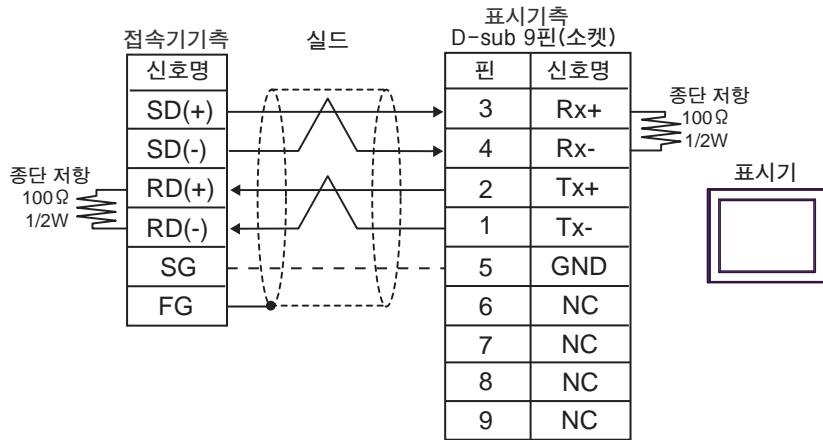 표시기측
접속기기측 실드 D-sub 9핀(소켓)
신호명 핀 신호명
SD(+) 3 Rx+ 종단 저항
100Ω
1/2W
SD(-) 4 Rx-
종단 저항
100Ω
1/2W
RD(+) 2 Tx+ 표시기
RD(-) 1 Tx-
SG 5 GND
FG 6 NC
7 NC
8 NC
9 NC